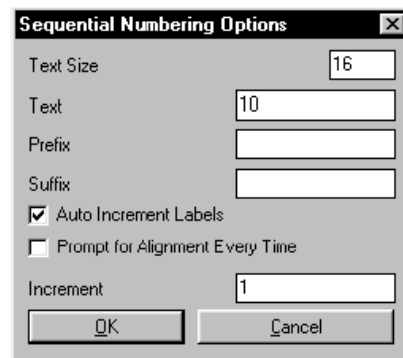 Sequential Numbering Options
Text Size 16
Text 10
Prefix
Suffix
Auto Increment Labels
Prompt for Alignment Every Time
Increment 1
OK Cancel